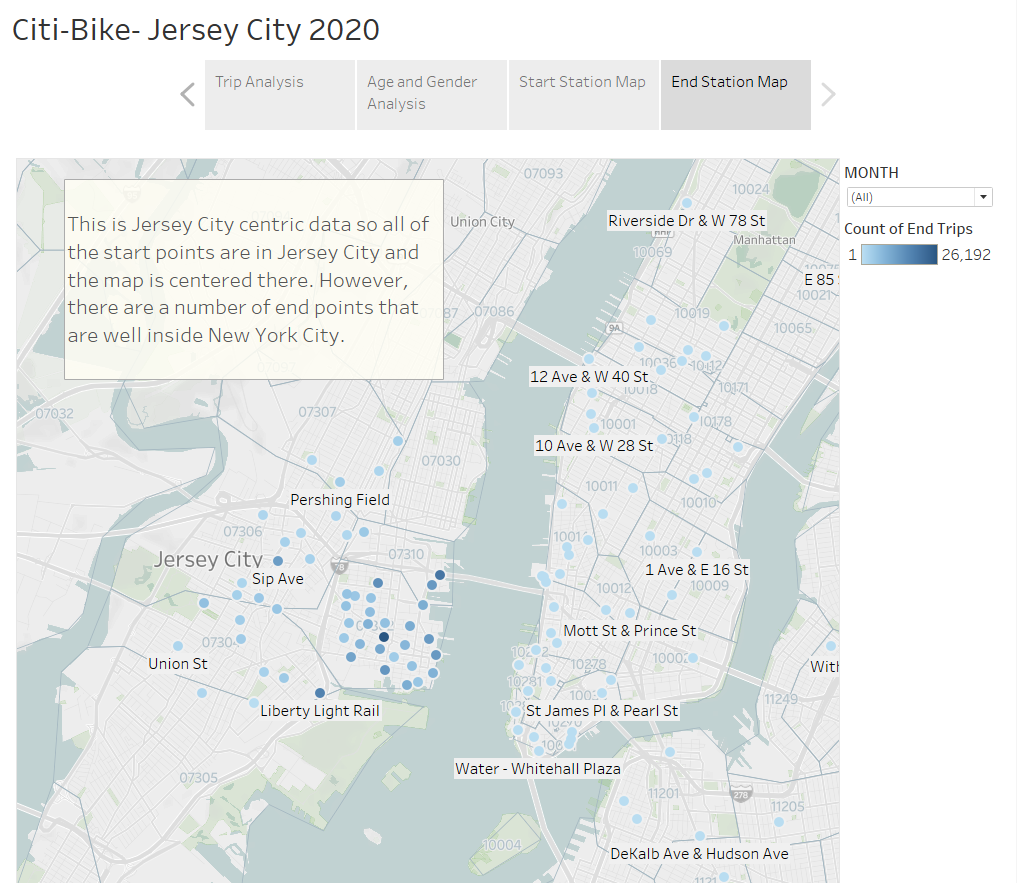 Citi-Bike- Jersey City 2020
Trip Analysis
Age and Gender
Analysis
Start Station Map
End Station Map
This is Jersey City centric data so all of
the start points are in Jersey City and
the map is centered there. However,
there are a number of end points that
are well inside New York City.
MONTH
(All)
Count of End Trips
1
26,192
07093
10024
Union City
Riverside Dr & W 78 St
Manhattan
10069
E 85
10021
07086
10019
9A
10065
12 Ave & W 40 St
10018
10171
07032
07307
10001
10178
10 Ave & W 28 St
07030
10011
Pershing Field
10010
07306
07310
10003
Jersey City
78
1 Ave & E 16 St
Sip Ave
10012
10009
Mott St & Prince St
Union St
10278
10002
10281
11249
Liberty Light Rail
St James Pl & Pearl St
Water - Whitehall Plaza
07305
11201
278
11205
10004
DeKalb Ave & Hudson Ave